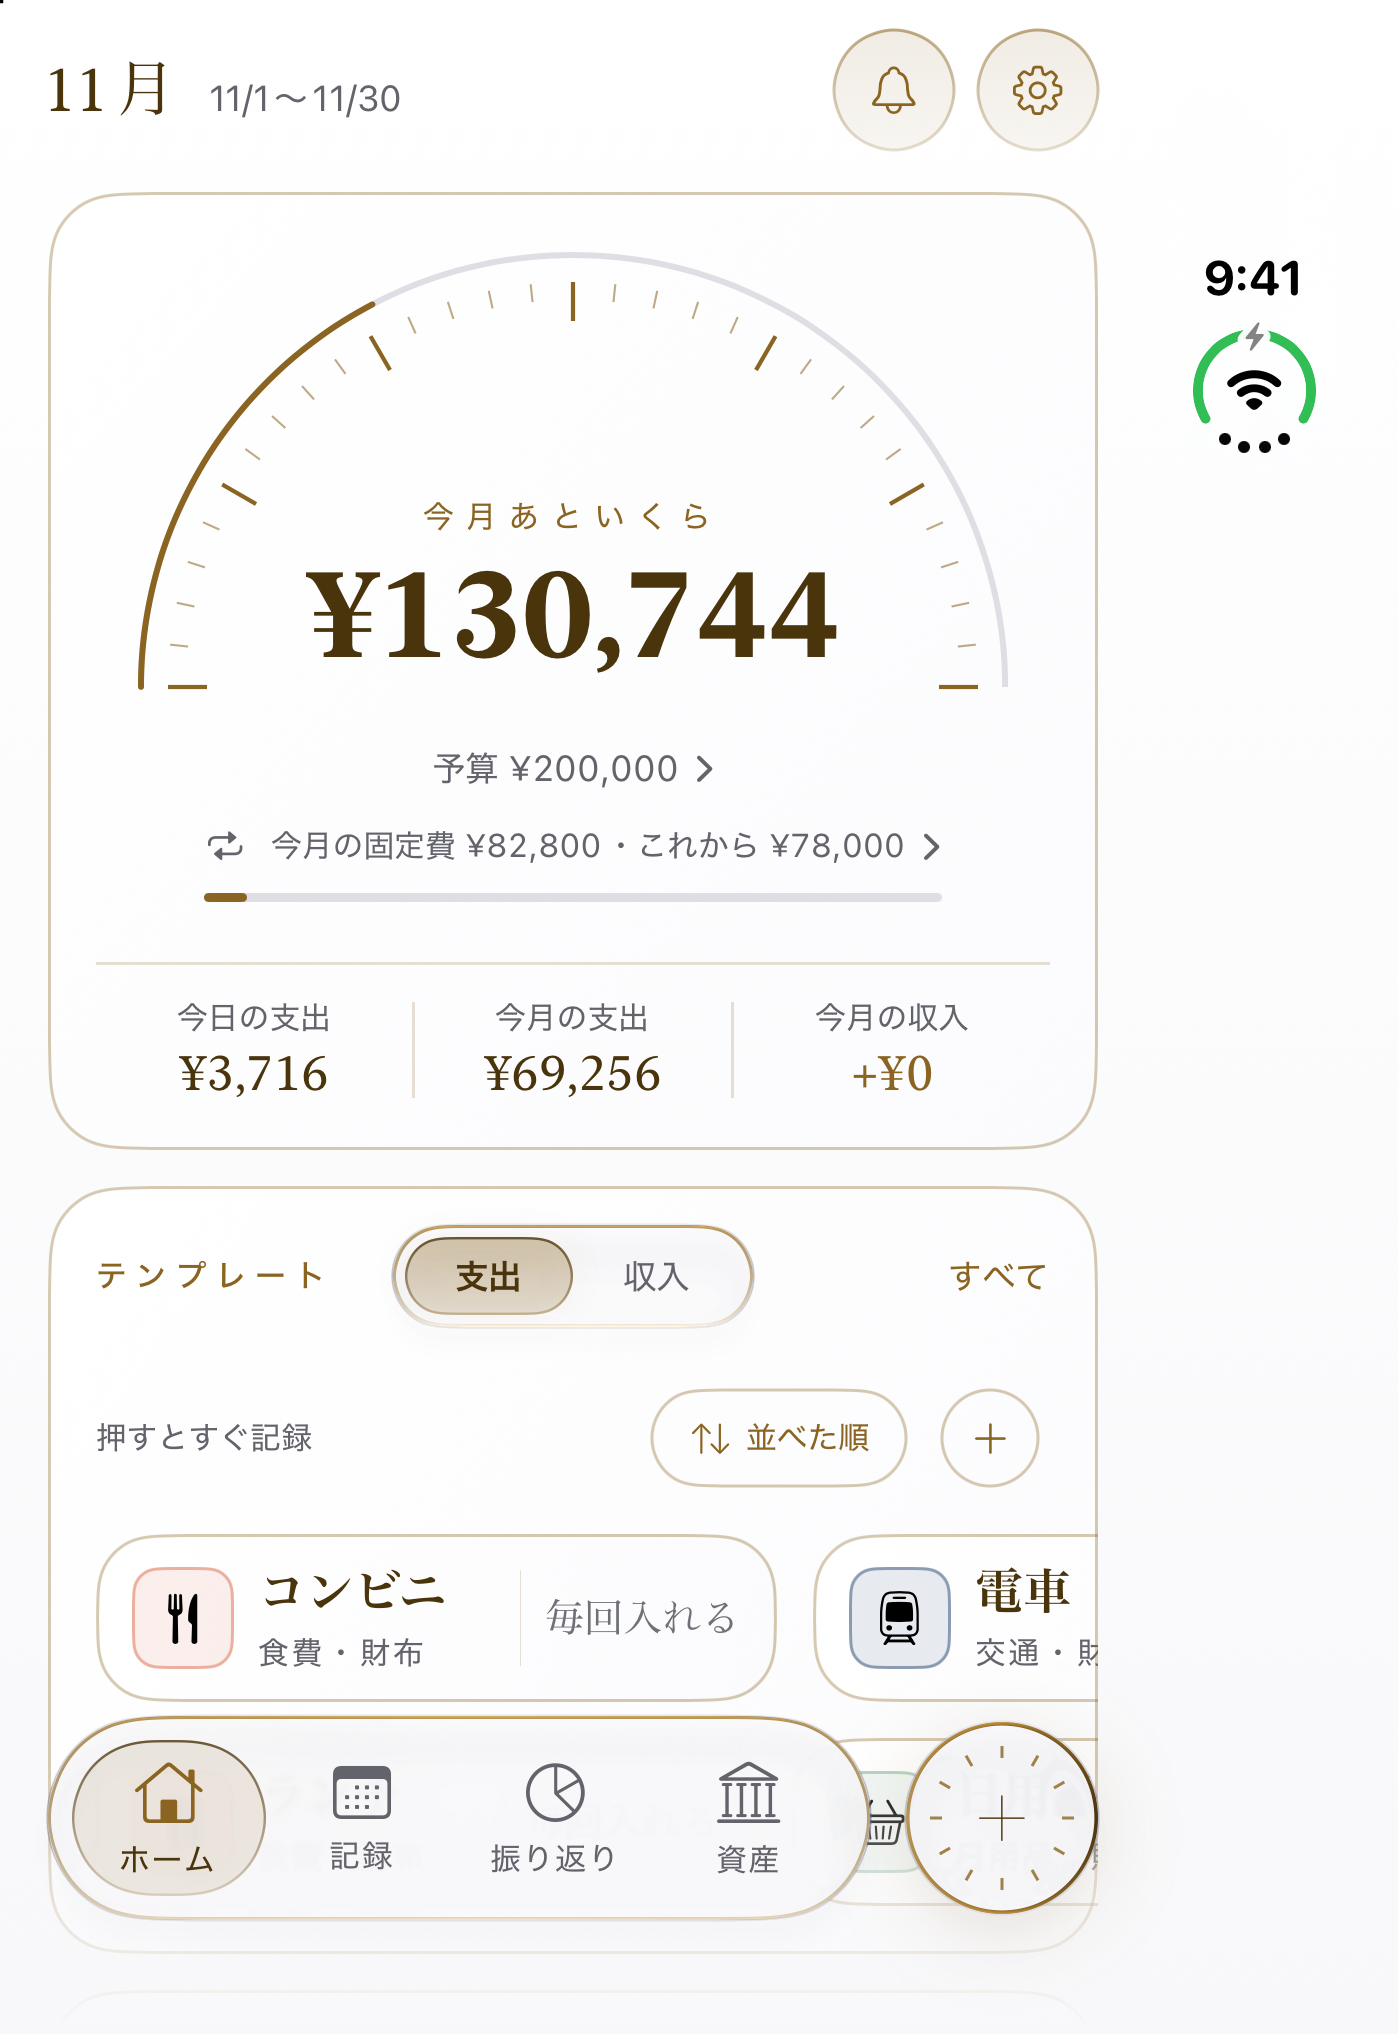 11月 11/1～11/30
9:41
今月あといくら
¥130,744
予算 ¥200,000
今月の固定費 ¥82,800・これから ¥78,000
今日の支出 今月の支出 今月の収入
¥3,716 ¥69,256 +¥0
テンプレート 支出 収入 すべて
押すとすぐ記録 並べた順
コンビニ 毎回入れる 電車
食費・財布 交通・
ホーム 記録 振り返り 資産